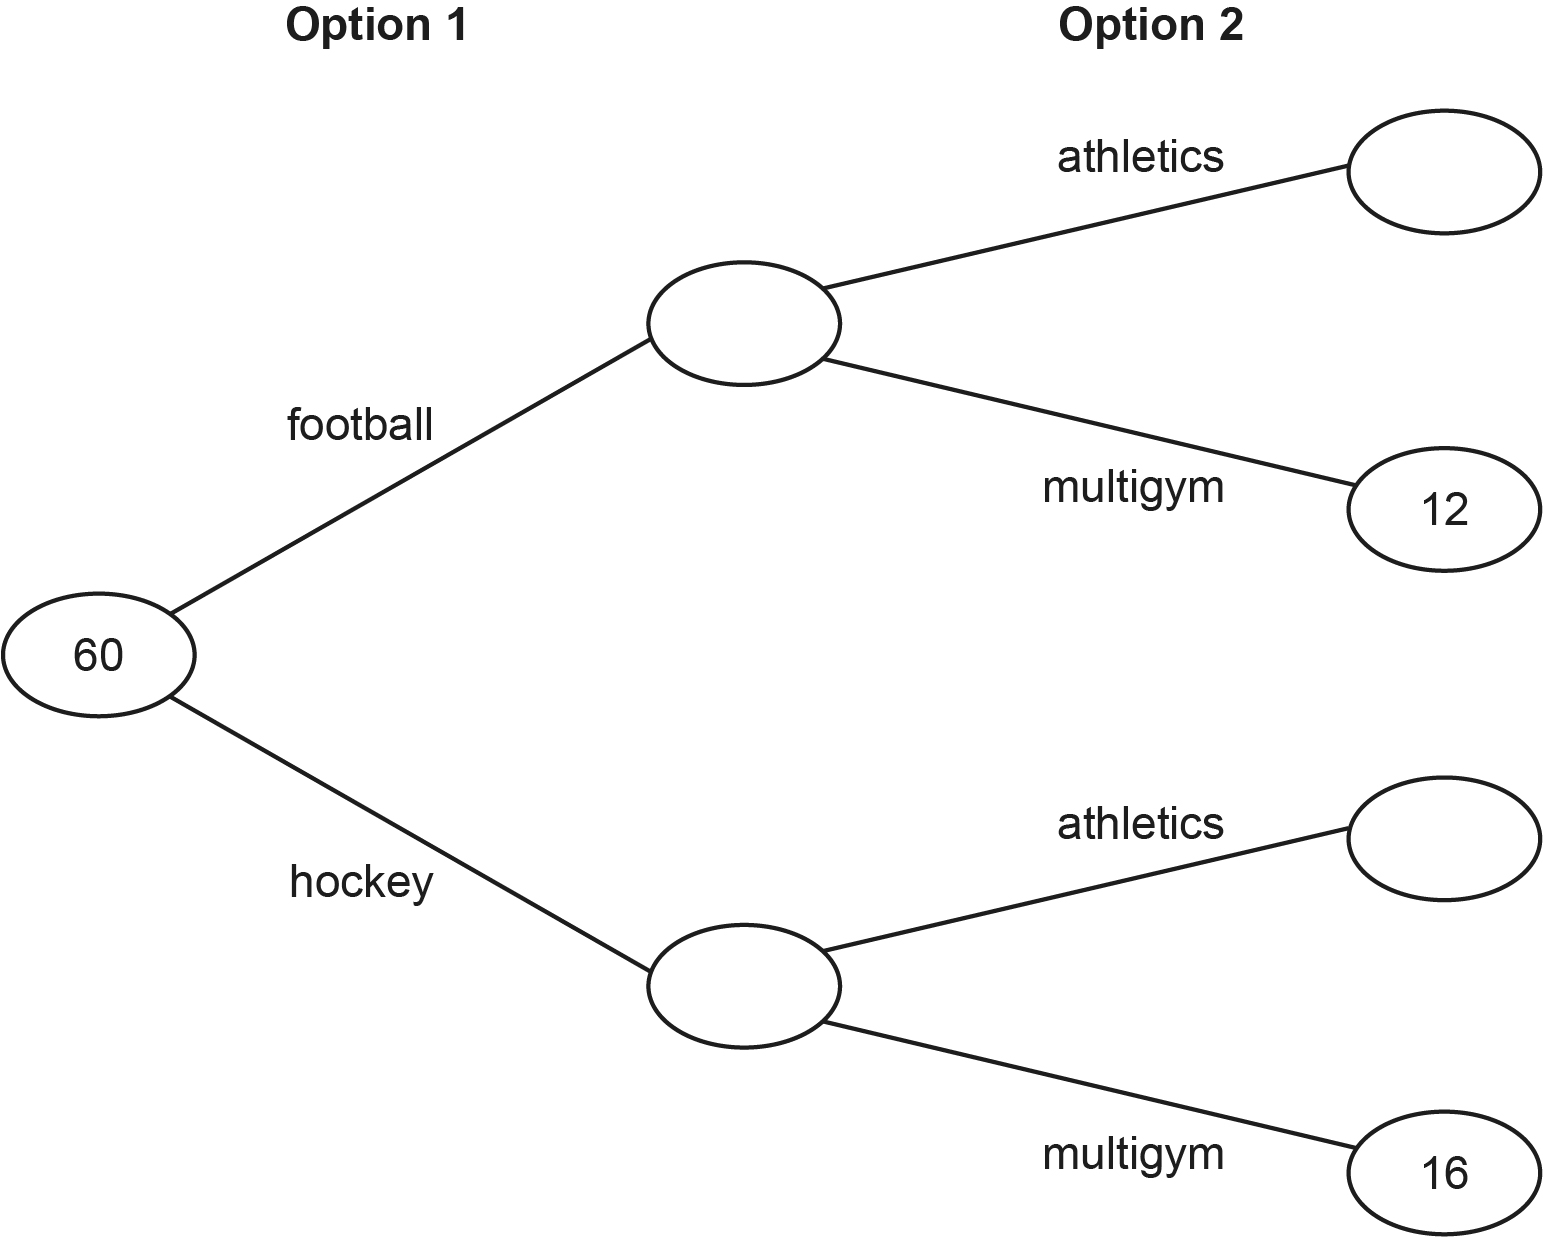 Option 1 Option 2
athletics
football
multigym
12
60
athletics
hockey
multigym
16